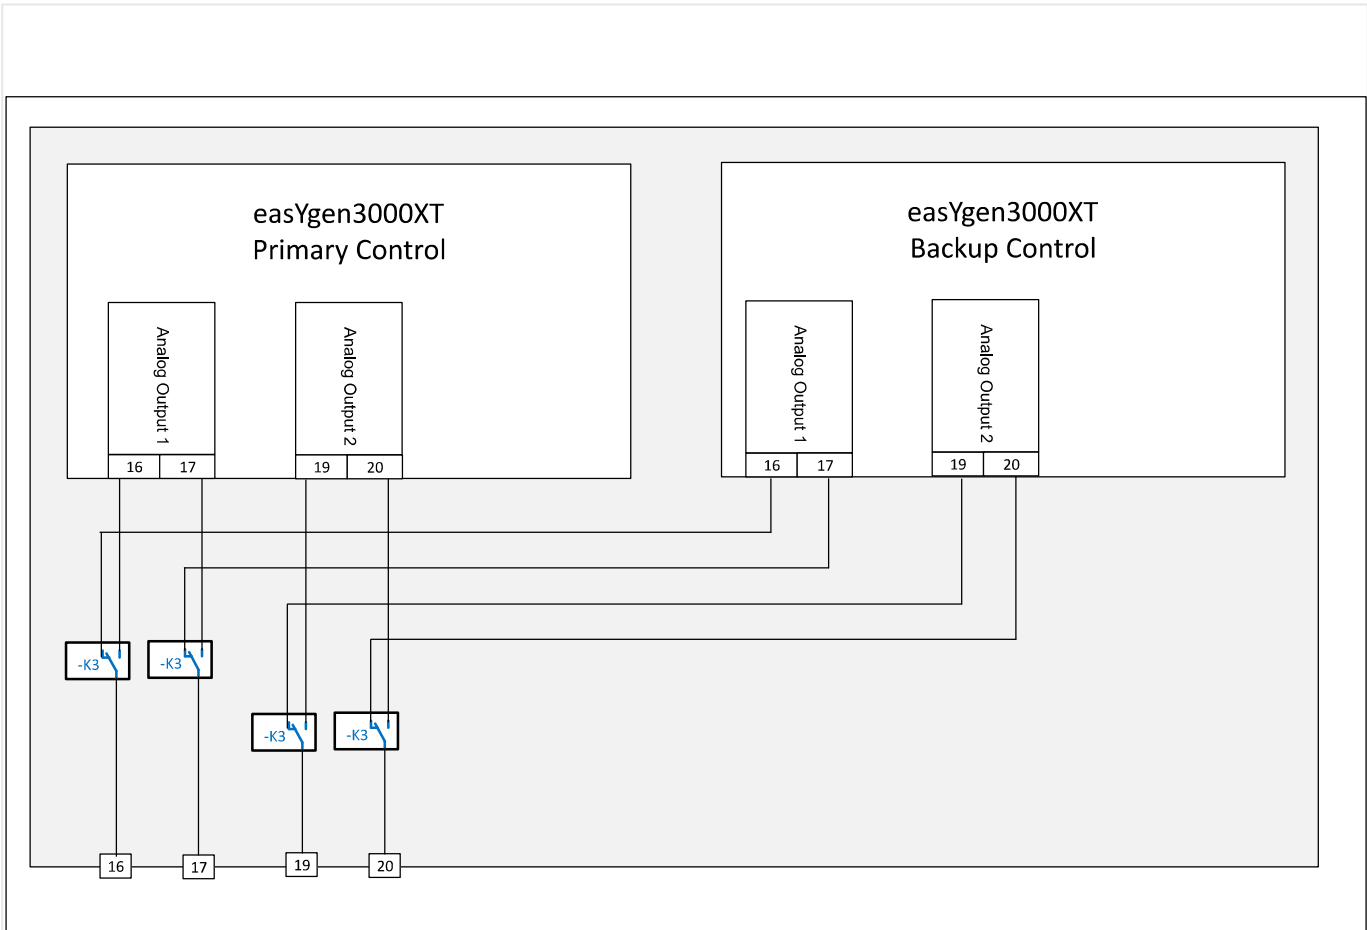 easYgen3000XT
Primary Control
easYgen3000XT
Backup Control
Analog Output 1
Analog Output 2
Analog Output 1
Analog Output 2
16 17
19 20
16 17
19 20
-K3
-K3
-K3
-K3
16
17
19
20